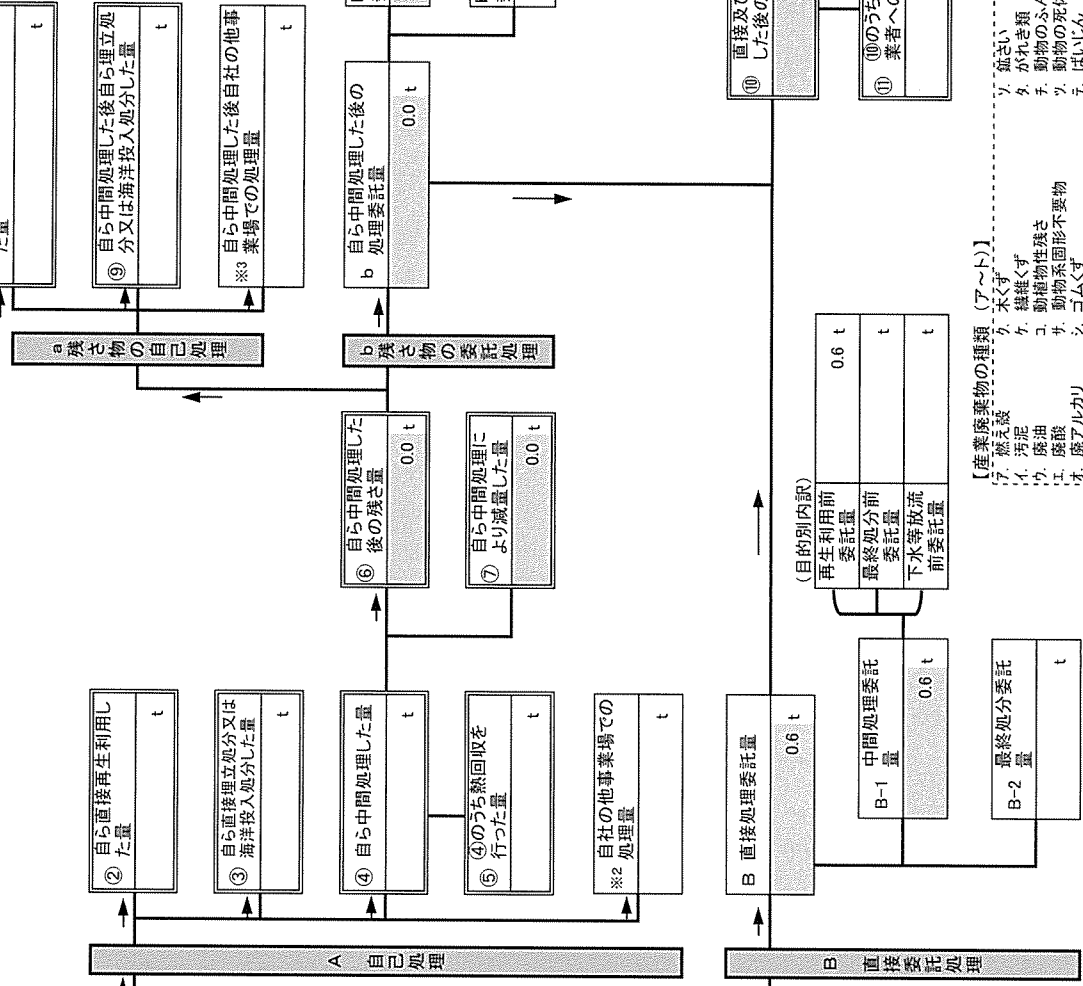 A 自己処理
② 自ら直接再生利用し
た量
t
③ 自ら直接埋立処分又は
海洋投入処分した量
t
④ 自ら中間処理した量
t
⑤ ④のうち熱回収を
行った量
t
※2 自社の他事業場での
処理量
t
⑥ 自ら中間処理した
後の残さ量
0.0 t
⑦ 自ら中間処理に
より減量した量
0.0 t
a 残さ物の自己処理
た量
t
⑨ 自ら中間処理した後自ら埋立処
分又は海洋投入処分した量
t
※3 自ら中間処理した後自社の他事
業場での処理量
t
b 残さ物の委託処理
b 自ら中間処理した後の
処理委託量
0.0 t
B 直接委託処理
B 直接処理委託量
0.6 t
B-1 中間処理委託
量
0.6 t
B-2 最終処分委託
量
t
(目的別内訳)
再生利用前
委託量
0.6 t
最終処分前
委託量
t
下水等放流
前委託量
t
⑩ 直接及び
した後の
⑪ ⑩のうち
業者への
【産業廃棄物の種類 (ア~ト)】
ア. 燃え殻
イ. 汚泥
ウ. 廃油
エ. 廃酸
オ. 廃アルカリ
ク. 木くず
ケ. 繊維くず
コ. 動植物性残さ
サ. 動物系固形不要物
シ. ゴムくず
ソ. 鉱さい
タ. がれき類
チ. 動物のふん
ツ. 動物の死体
テ. ばいじん